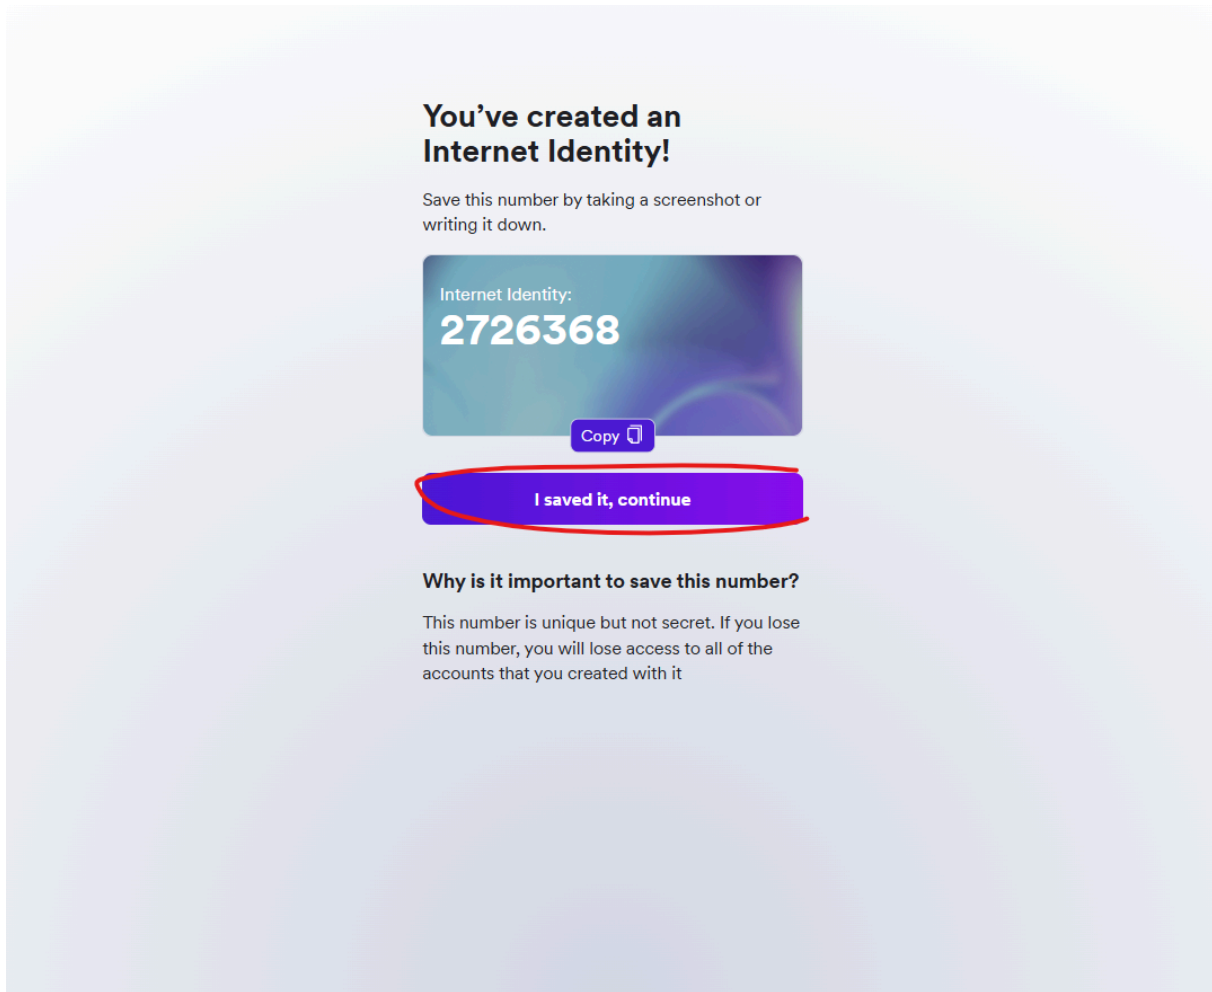 You’ve created an
Internet Identity!
Save this number by taking a screenshot or
writing it down.
Internet Identity:
2726368
Copy
I saved it, continue
Why is it important to save this number?
This number is unique but not secret. If you lose
this number, you will lose access to all of the
accounts that you created with it